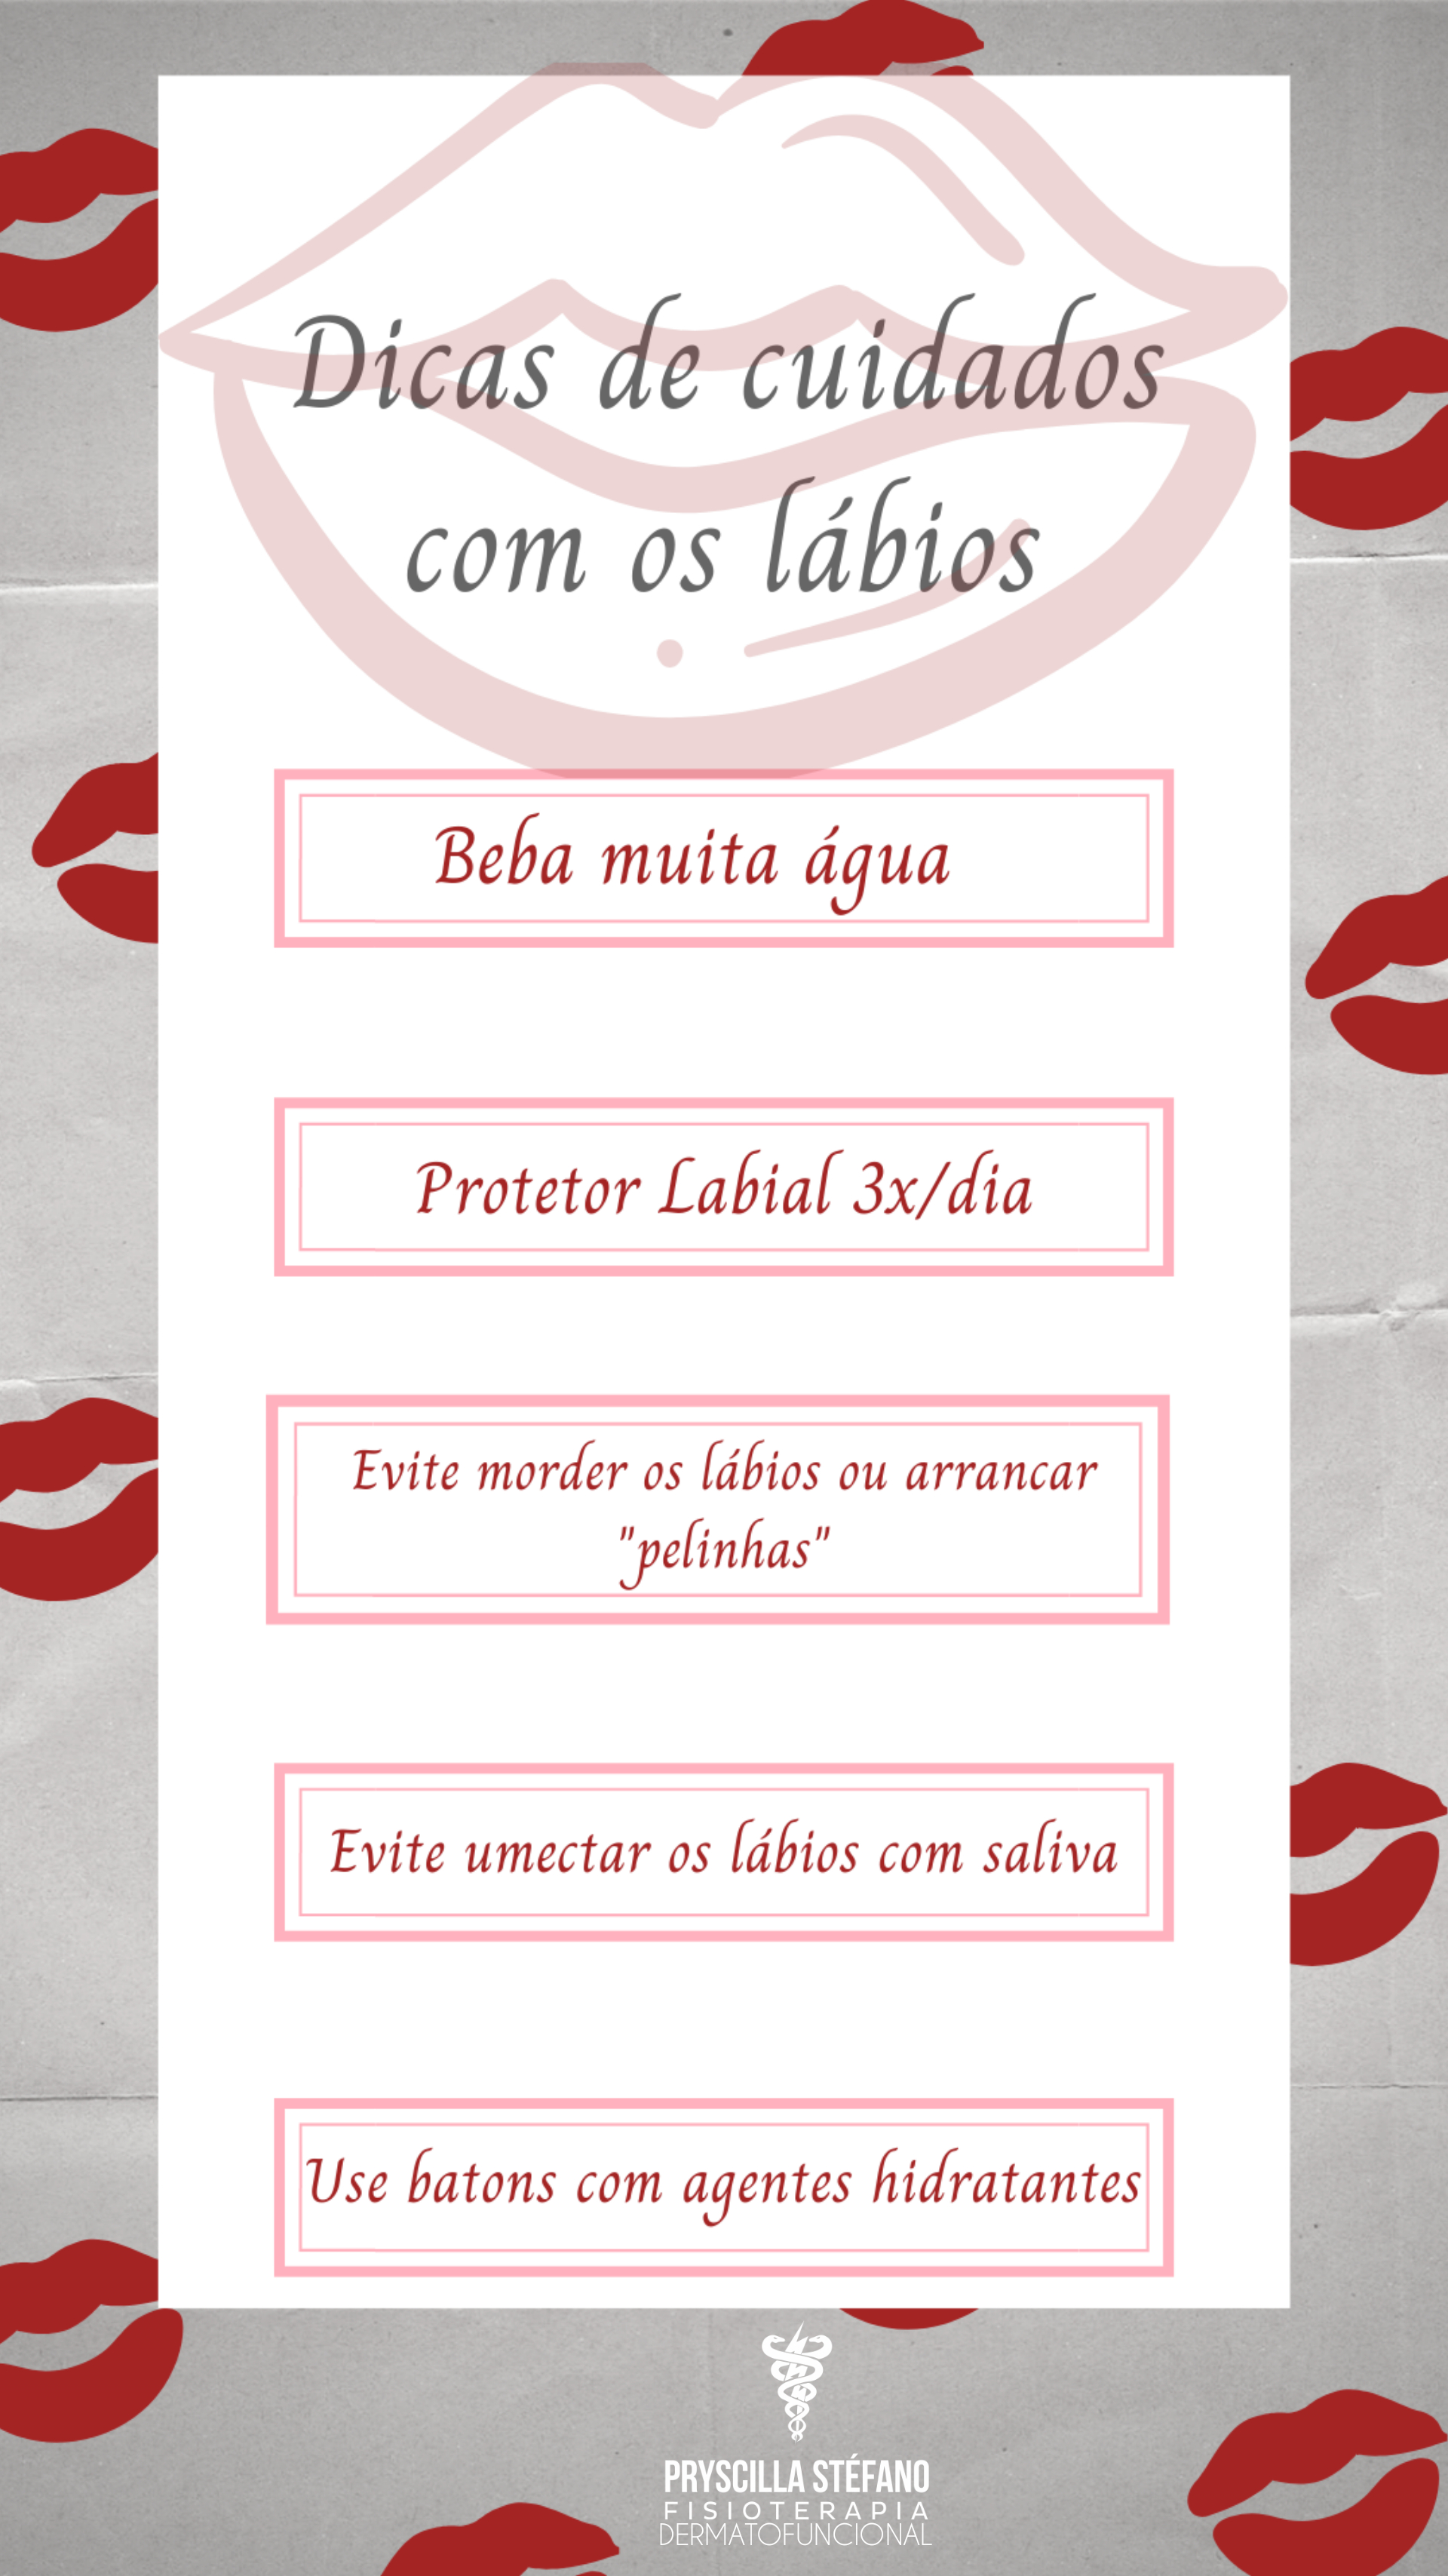 Dicas de cuidados
com os lábios
Beba muita água
Protetor Labial 3x/dia
Evite morder os lábios ou arrancar
"pelinhas"
Evite umectar os lábios com saliva
Use batons com agentes hidratantes
PRYSCILLA STÉFANO
FISIOTERAPIA
DERMATOFUNCIONAL